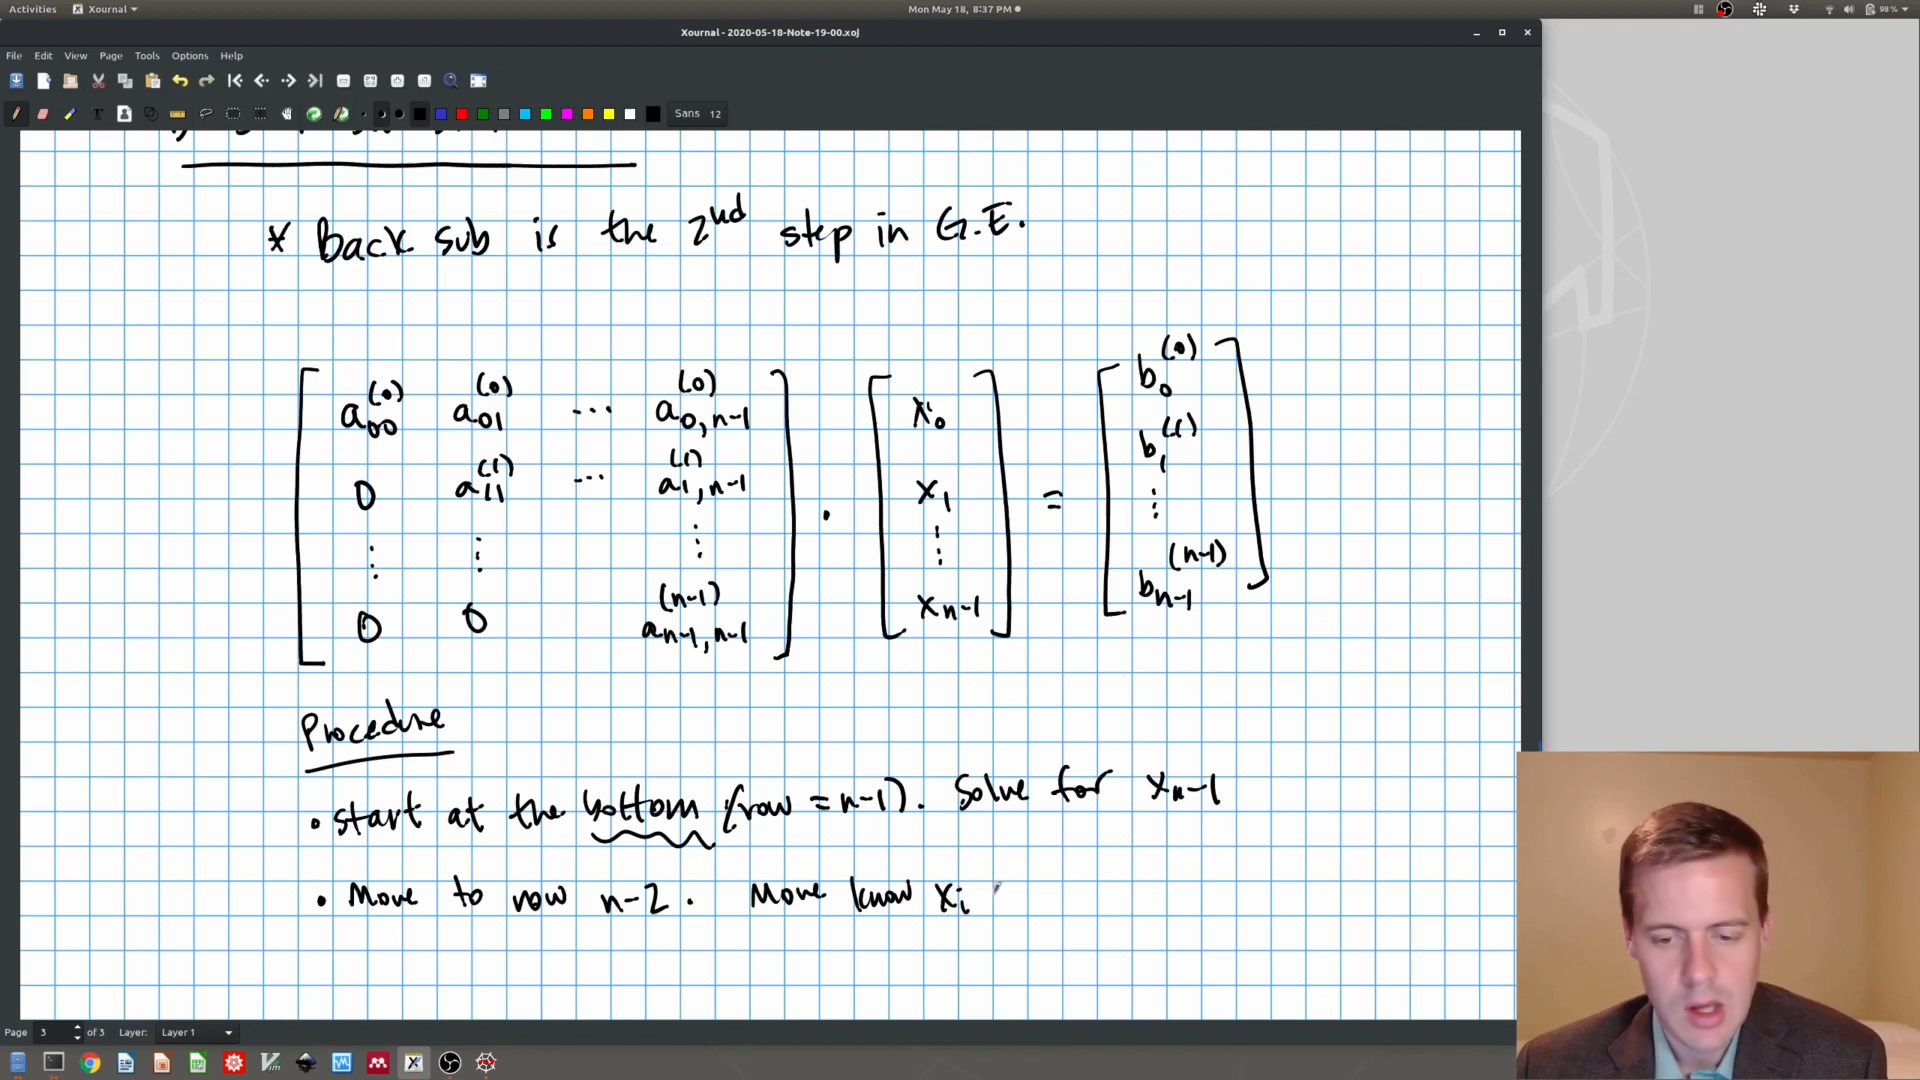 Activities Xournal Mon May 18, 8:37 PM 98%
Xournal - 2020-05-18-Note-19-00.xoj
File Edit View Page Tools Options Help
Sans 12
* Back sub is the 2nd step in G.E.
[ a00^(0) a01^(0) ... a0,n-1^(0) ] . [ x0 ] = [ b0^(0) ]
[ 0 a11^(1) ... a1,n-1^(1) ] [ x1 ] [ b1^(1) ]
[ ⋮ ⋮ ⋮ ] [ ⋮ ] [ ⋮ ]
[ 0 0 an-1,n-1^(n-1) ] [ xn-1 ] [ bn-1^(n-1) ]
Procedure
• start at the bottom (row = n-1). Solve for xn-1
• Move to row n-2. Move know xi
Page 3 of 3 Layer: Layer 1